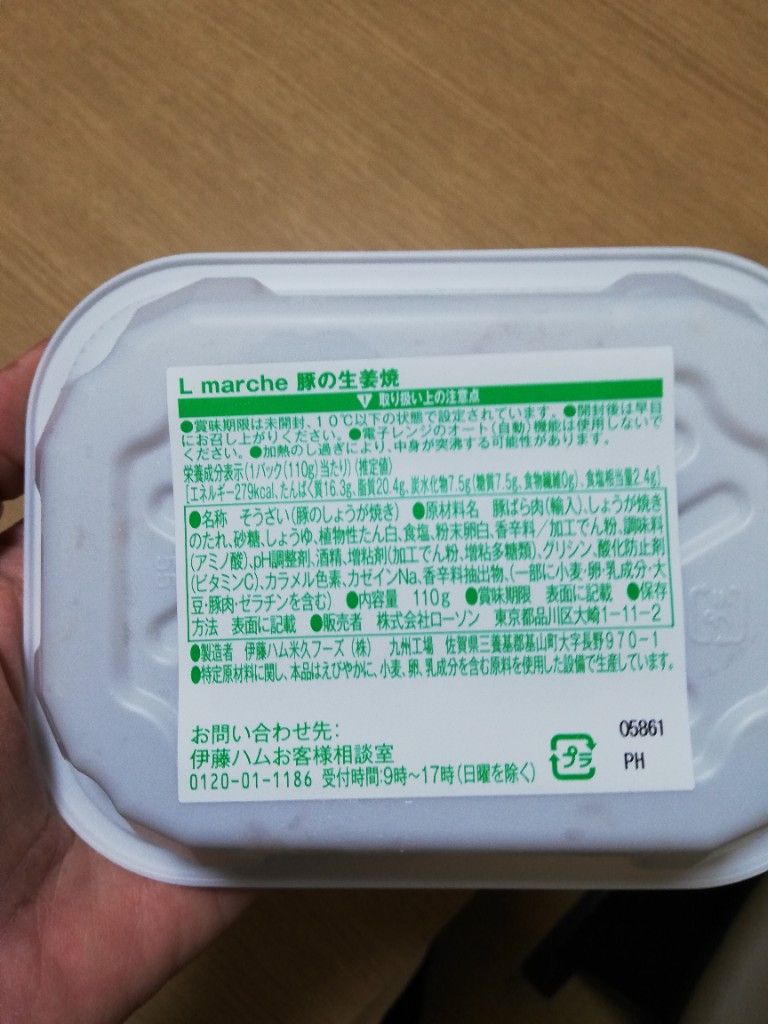 L marche 豚の生姜焼
! 取り扱い上の注意点
●賞味期限は未開封、10℃以下の状態で設定されています。●開封後は早目
にお召し上がりください。●電子レンジのオート(自動)機能は使用しないで
ください。●加熱のし過ぎにより、中身が突沸する可能性があります。
栄養成分表示(1パック(110g)当たり)(推定値)
[エネルギー279kcal、たんぱく質16.3g、脂質20.4g、炭水化物7.5g(糖質7.5g、食物繊維0g)、食塩相当量2.4g]
●名称 そうざい(豚のしょうが焼き) ●原材料名 豚ばら肉(輸入)、しょうが焼き
のたれ、砂糖、しょうゆ、植物性たん白、食塩、粉末卵白、香辛料/加工でん粉、調味料
(アミノ酸)、pH調整剤、酒精、増粘剤(加工でん粉、増粘多糖類)、グリシン、酸化防止剤
(ビタミンC)、カラメル色素、カゼインNa、香辛料抽出物、(一部に小麦・卵・乳成分・大
豆・豚肉・ゼラチンを含む) ●内容量 110g ●賞味期限 表面に記載 ●保存
方法 表面に記載 ●販売者 株式会社ローソン 東京都品川区大崎1-11-2
●製造者 伊藤ハム米久フーズ(株) 九州工場 佐賀県三養基郡基山町大字長野970-1
●特定原材料に関し、本品はえびやかに、小麦、卵、乳成分を含む原料を使用した設備で生産しています。
お問い合わせ先:
伊藤ハムお客様相談室
0120-01-1186 受付時間:9時~17時(日曜を除く)
プラ
05861
PH